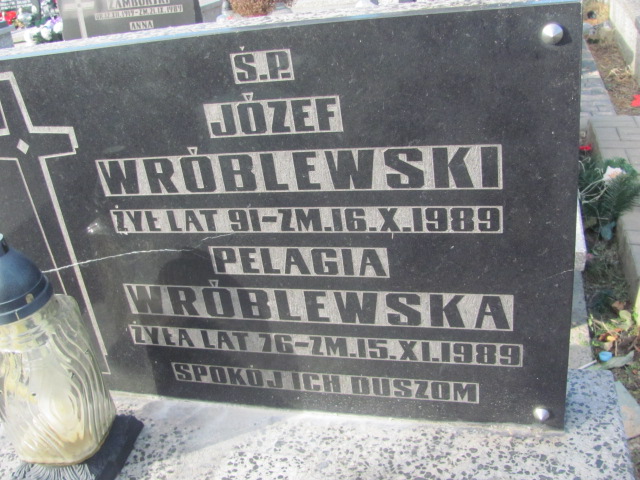 ANNA
Ś.P.
JÓZEF
WRÓBLEWSKI
ŻYŁ LAT 91-ZM.16.X.1989
PELAGIA
WRÓBLEWSKA
ŻYŁA LAT 76-ZM.15.XI.1989
SPOKÓJ ICH DUSZOM